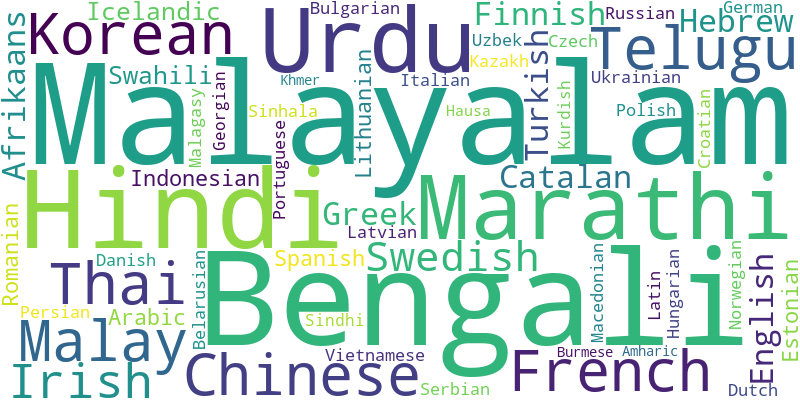 Icelandic
Bulgarian
Finnish
Russian
German
Korean
Urdu
Uzbek
Czech
Telugu
Hebrew
Afrikaans
Swahili
Khmer
Italian
Kazakh
Turkish
Ukrainian
Malayalam
Malagasy
Georgian
Sinhala
Lithuanian
Hausa
Kurdish
Polish
Croatian
Portuguese
Indonesian
Catalan
Hindi
Greek
Marathi
Latvian
Romanian
Danish
Thai
Belarusian
Spanish
Swedish
Bengali
Macedonian
Latin
Hungarian
Norwegian
English
Estonian
Persian
Arabic
Sindhi
Malay
Vietnamese
Burmese
Amharic
Irish
Chinese
Serbian
French
Dutch